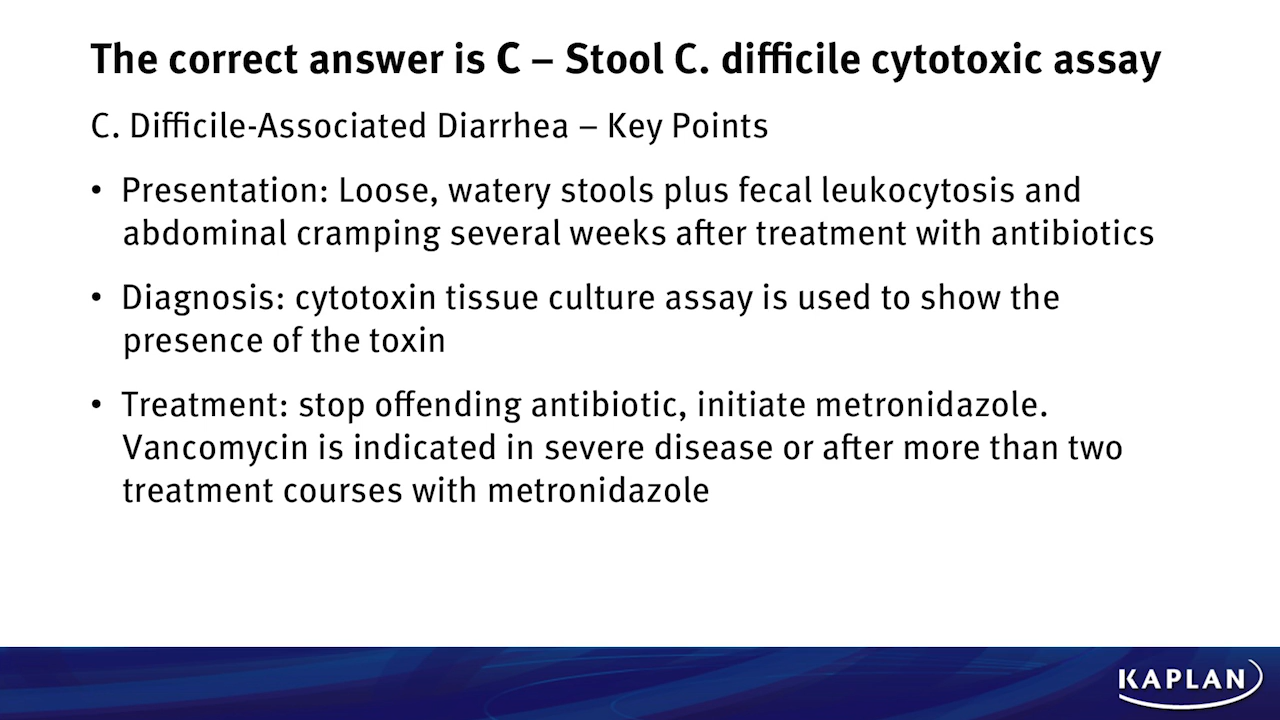 The correct answer is C – Stool C. difficile cytotoxic assay
C. Difficile-Associated Diarrhea – Key Points
• Presentation: Loose, watery stools plus fecal leukocytosis and
abdominal cramping several weeks after treatment with antibiotics
• Diagnosis: cytotoxin tissue culture assay is used to show the
presence of the toxin
• Treatment: stop offending antibiotic, initiate metronidazole.
Vancomycin is indicated in severe disease or after more than two
treatment courses with metronidazole
KAPLAN